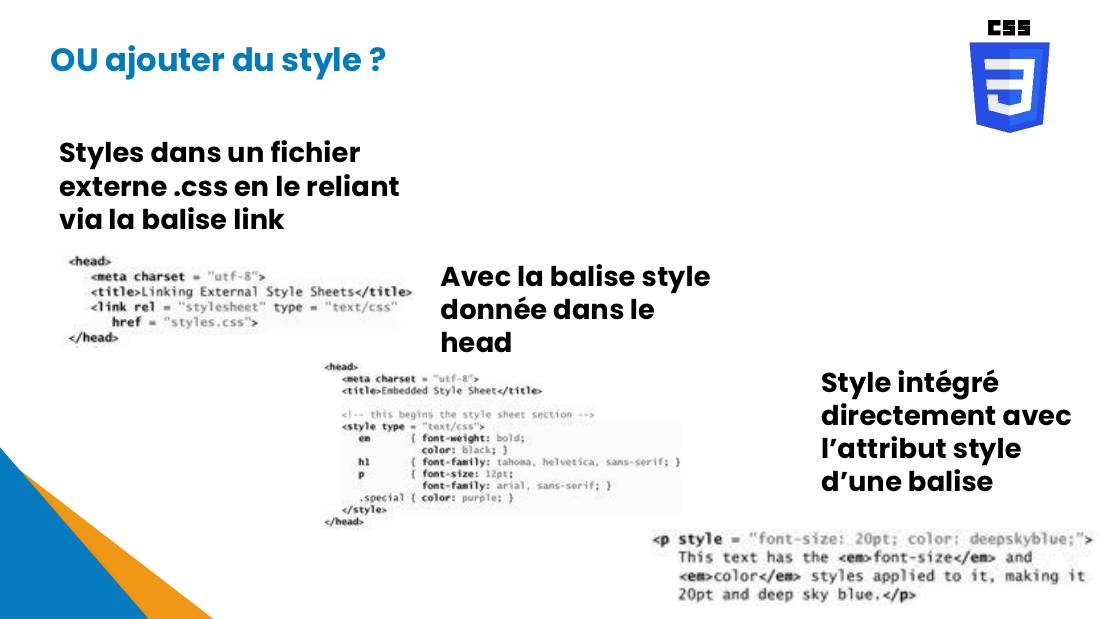 OU ajouter du style ?
CSS
Styles dans un fichier
externe .css en le reliant
via la balise link
<head>
<meta charset = "utf-8">
<title>Linking External Style Sheets</title>
<link rel = "stylesheet" type = "text/css"
href = "styles.css">
</head>
Avec la balise style
donnée dans le
head
<head>
<meta charset = "utf-8">
<title>Embedded Style Sheet</title>
<!-- this begins the style sheet section -->
<style type = "text/css">
em { font-weight: bold;
color: black; }
h1 { font-family: tahoma, helvetica, sans-serif; }
p { font-size: 12pt;
font-family: arial, sans-serif; }
.special { color: purple; }
</style>
</head>
Style intégré
directement avec
l’attribut style
d’une balise
<p style = "font-size: 20pt; color: deepskyblue;">
This text has the <em>font-size</em> and
<em>color</em> styles applied to it, making it
20pt and deep sky blue.</p>